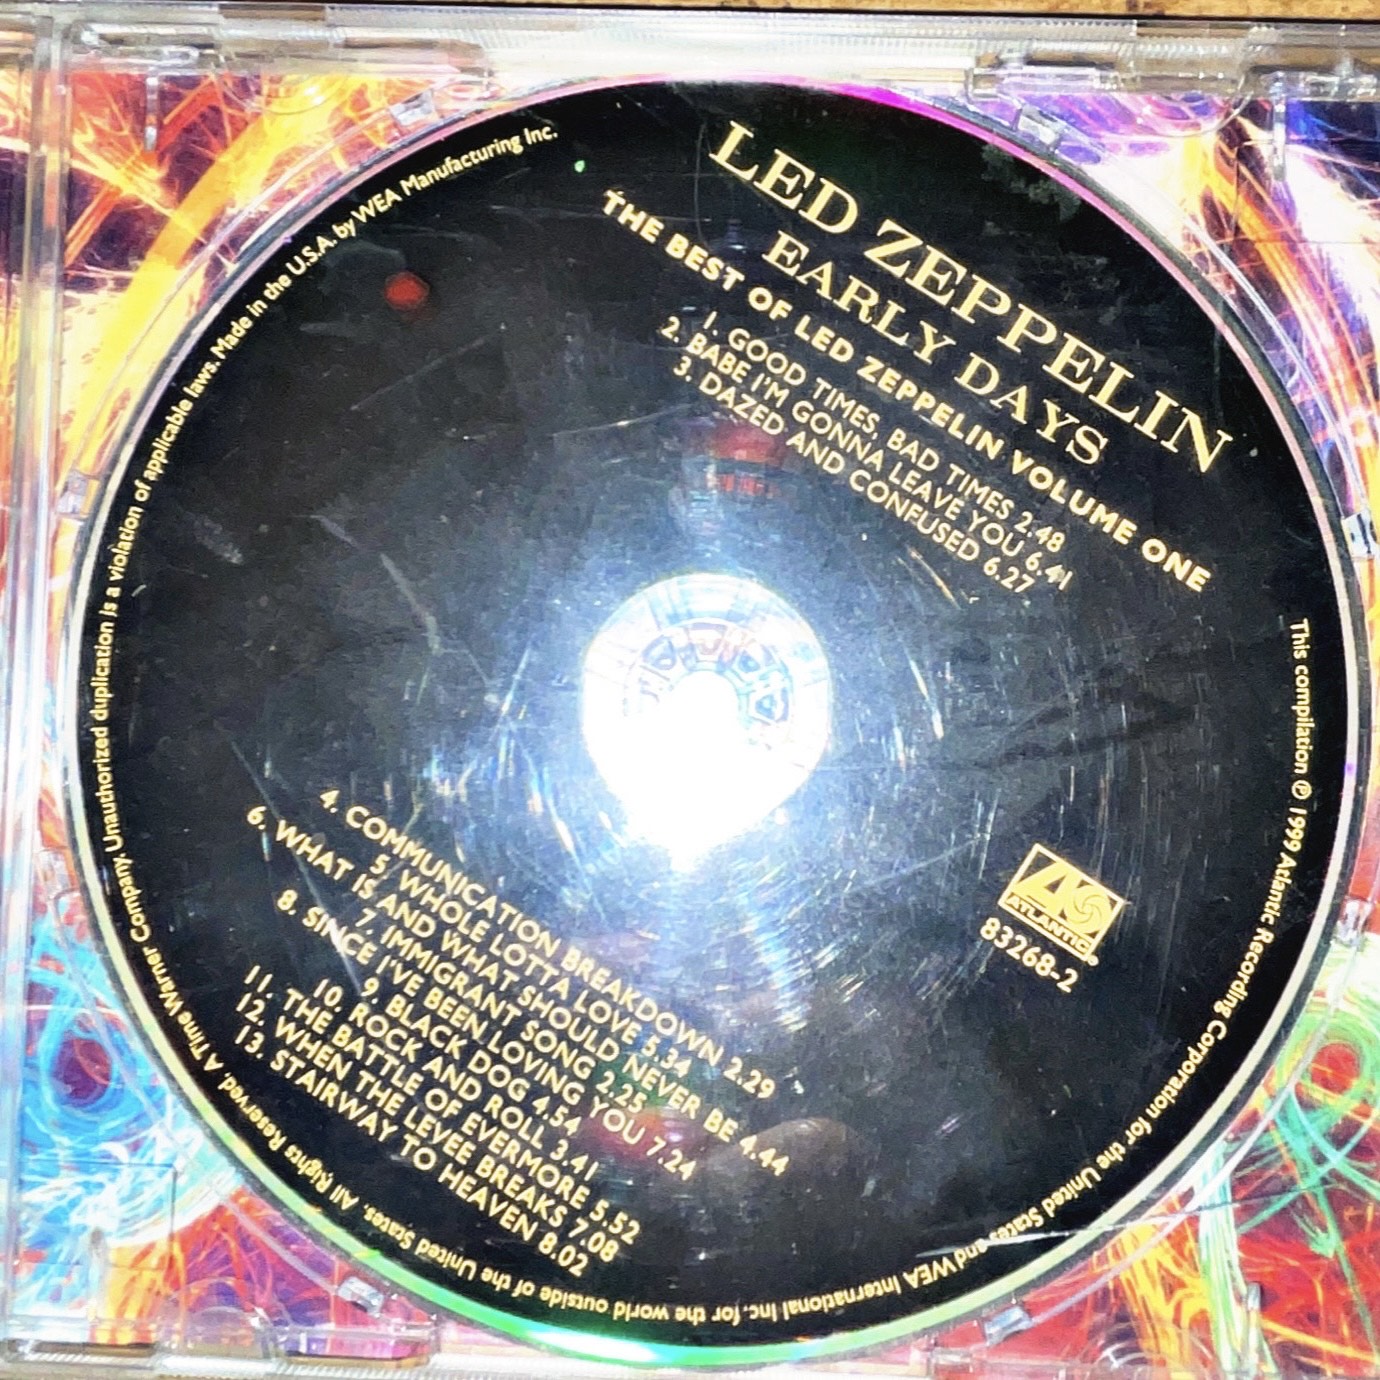 LED ZEPPELIN
EARLY DAYS
THE BEST OF LED ZEPPELIN VOLUME ONE
1. GOOD TIMES, BAD TIMES 2.48
2. BABE I'M GONNA LEAVE YOU 6.41
3. DAZED AND CONFUSED 6.27
ATLANTIC
83268-2
4. COMMUNICATION BREAKDOWN 2.29
5. WHOLE LOTTA LOVE 5.34
6. WHAT IS AND WHAT SHOULD NEVER BE 4.44
7. IMMIGRANT SONG 2.25
8. SINCE I'VE BEEN LOVING YOU 7.24
9. BLACK DOG 4.54
10. ROCK AND ROLL 3.41
11. THE BATTLE OF EVERMORE 5.52
12. WHEN THE LEVEE BREAKS 7.08
13. STAIRWAY TO HEAVEN 8.02
This compilation ℗ 1999 Atlantic Recording Corporation for the United States and WEA International Inc. for the world outside of the United States. All Rights Reserved. A Time Warner Company. Unauthorized duplication is a violation of applicable laws. Made in the U.S.A. by WEA Manufacturing Inc.